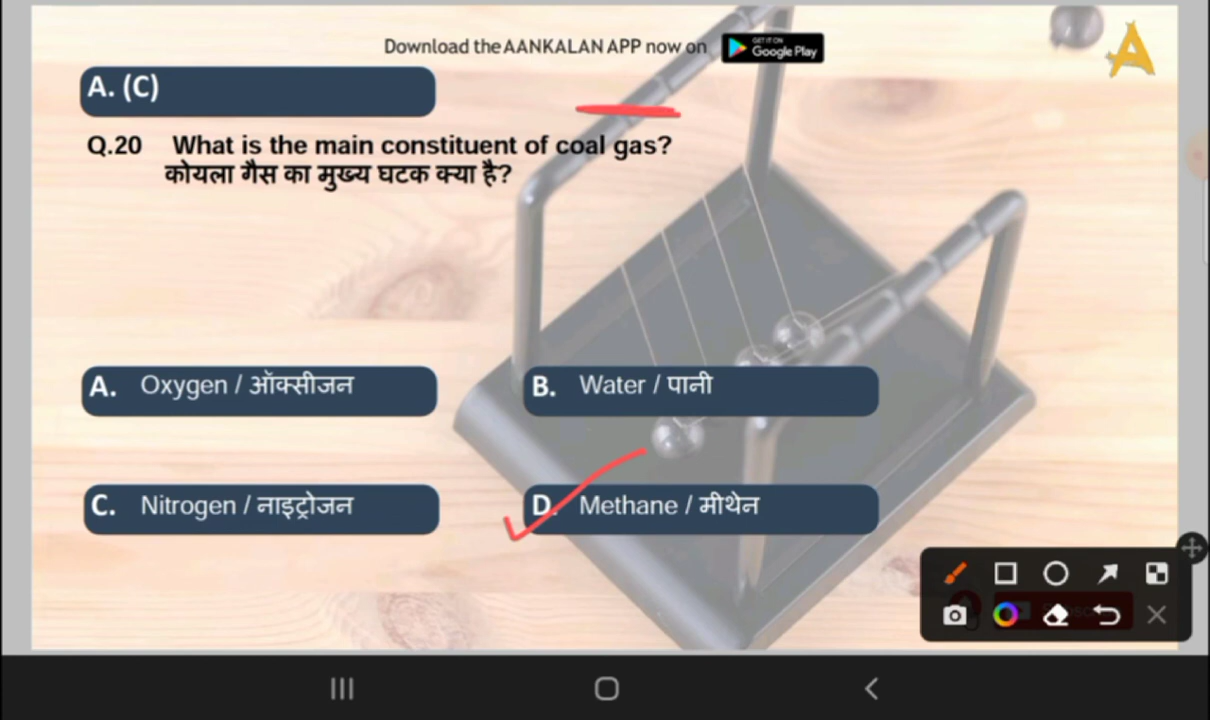 Download the AANKALAN APP now on
GET IT ON
Google Play
A
A. (C)
Q.20 What is the main constituent of coal gas?
कोयला गैस का मुख्य घटक क्या है?
A. Oxygen / ऑक्सीजन
B. Water / पानी
C. Nitrogen / नाइट्रोजन
D. Methane / मीथेन